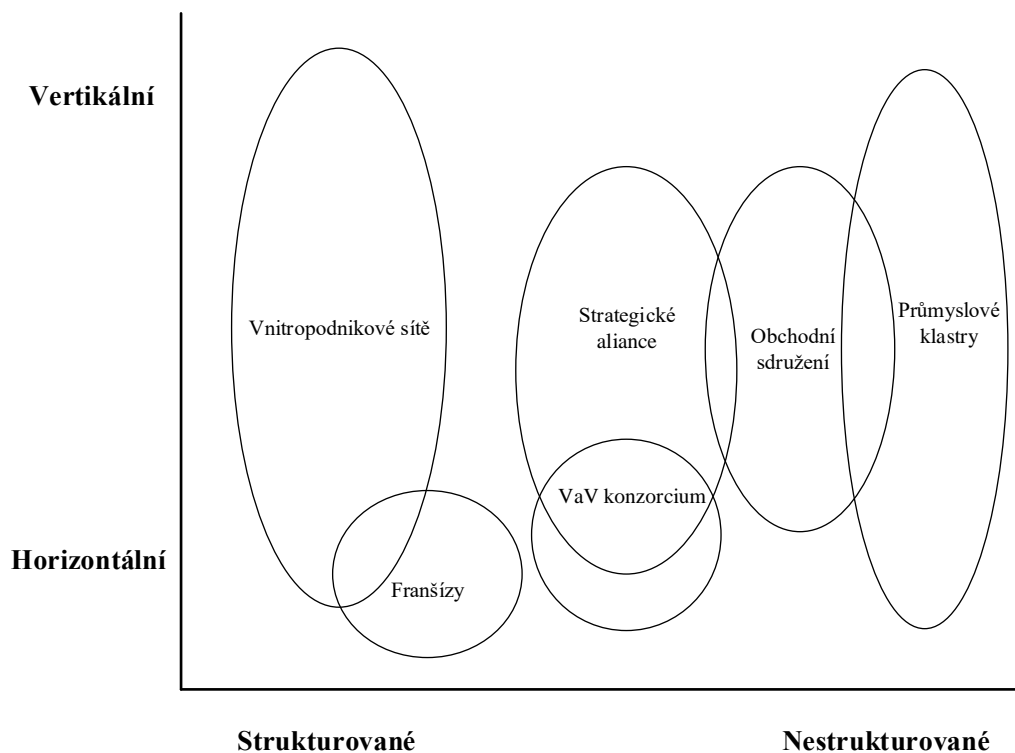 Vertikální
Vnitropodnikové sítě
Strategické
aliance
Obchodní
sdružení
Průmyslové
klastry
VaV konzorcium
Horizontální
Franšízy
Strukturované
Nestrukturované